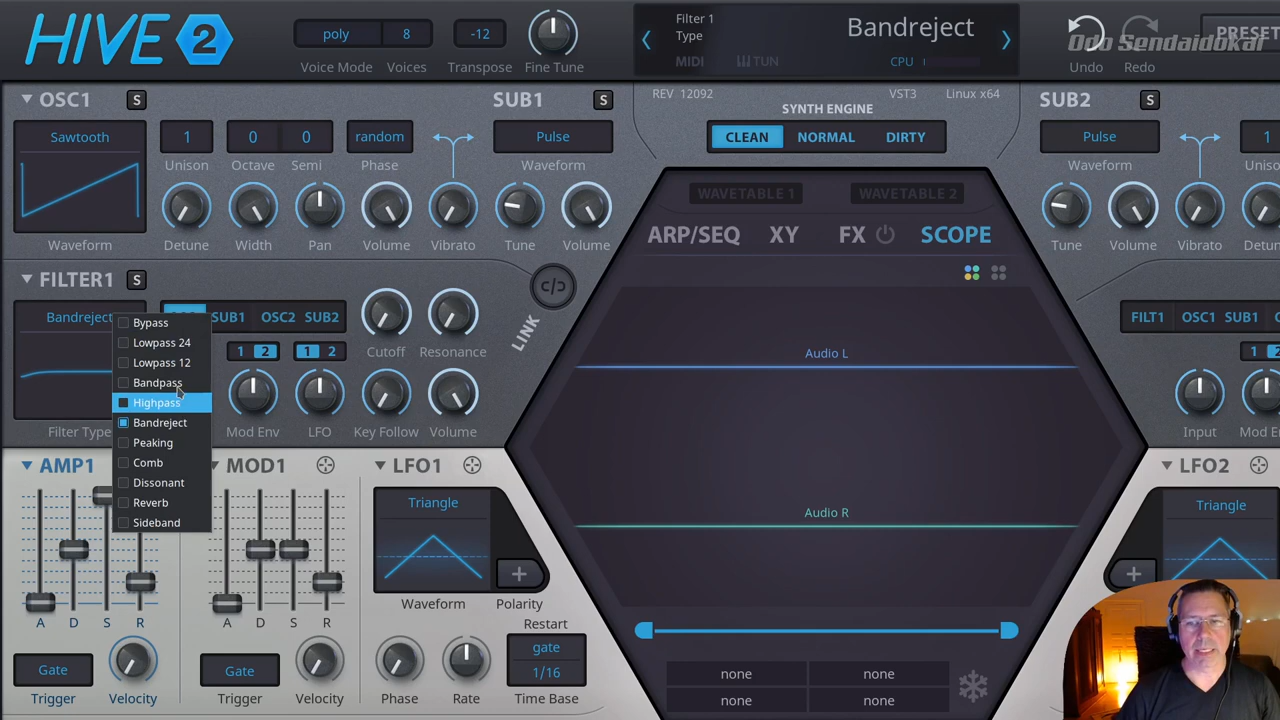 HIVE 2
poly
8
-12
Voice Mode
Voices
Transpose
Fine Tune
Filter 1
Type
Bandreject
MIDI
TUN
CPU
PRESET
Odo Sendaidokai
Undo
Redo
OSC1
S
SUB1
S
REV 12092
VST3
Linux x64
SYNTH ENGINE
CLEAN
NORMAL
DIRTY
SUB2
S
Sawtooth
1
0
0
random
Pulse
Pulse
1
Waveform
Unison
Octave
Semi
Phase
Waveform
Waveform
Unison
Detune
Width
Pan
Volume
Vibrato
Tune
Volume
Tune
Volume
Vibrato
Detune
WAVETABLE 1
WAVETABLE 2
ARP/SEQ
XY
FX
SCOPE
FILTER1
S
Bandreject
SUB1
OSC2
SUB2
Cutoff
Resonance
LINK
FILT1
OSC1
SUB1
1 2
1 2
1
Bypass
Lowpass 24
Lowpass 12
Bandpass
Highpass
Bandreject
Peaking
Comb
Dissonant
Reverb
Sideband
Filter Type
Mod Env
LFO
Key Follow
Volume
Input
Mod E
Audio L
Audio R
AMP1
MOD1
LFO1
LFO2
Triangle
Triangle
Waveform
Polarity
Waveform
A D S R
A D S R
Restart
gate
1/16
Gate
Trigger
Velocity
Gate
Trigger
Velocity
Phase
Rate
Time Base
none
none
none
none